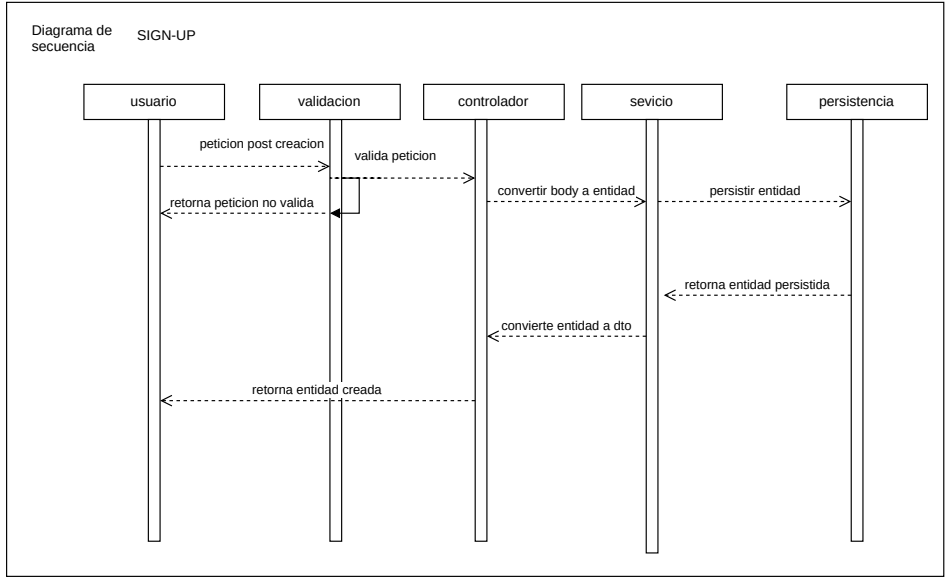 Diagrama de
secuencia
SIGN-UP
usuario
validacion
controlador
sevicio
persistencia
peticion post creacion
valida peticion
convertir body a entidad
persistir entidad
retorna peticion no valida
retorna entidad persistida
convierte entidad a dto
retorna entidad creada